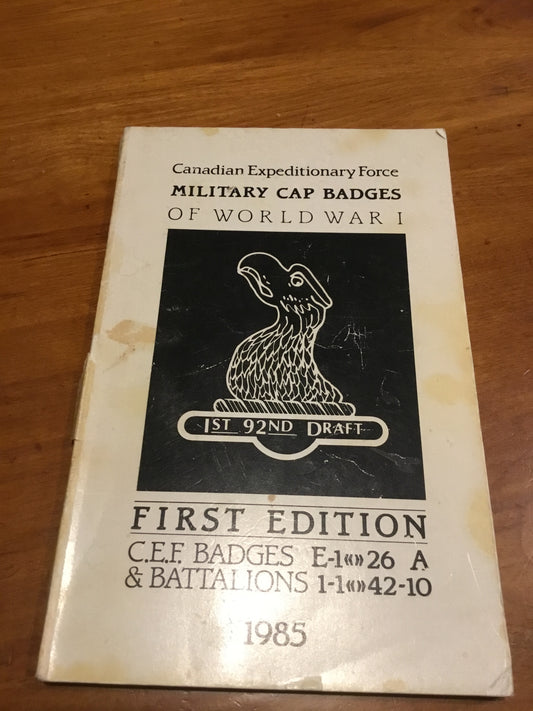 Canadian Expeditionary Force
MILITARY CAP BADGES
OF WORLD WAR I
1ST 92ND DRAFT
FIRST EDITION
C.E.F. BADGES E-1«»26 A
& BATTALIONS 1-1«»42-10
1985